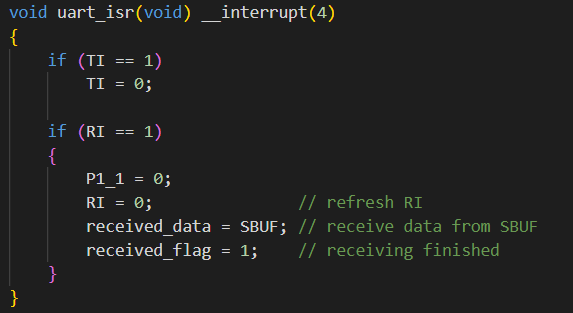 void uart_isr(void) __interrupt(4)
{
    if (TI == 1)
        TI = 0;

    if (RI == 1)
    {
        P1_1 = 0;
        RI = 0;              // refresh RI
        received_data = SBUF; // receive data from SBUF
        received_flag = 1;    // receiving finished
    }
}